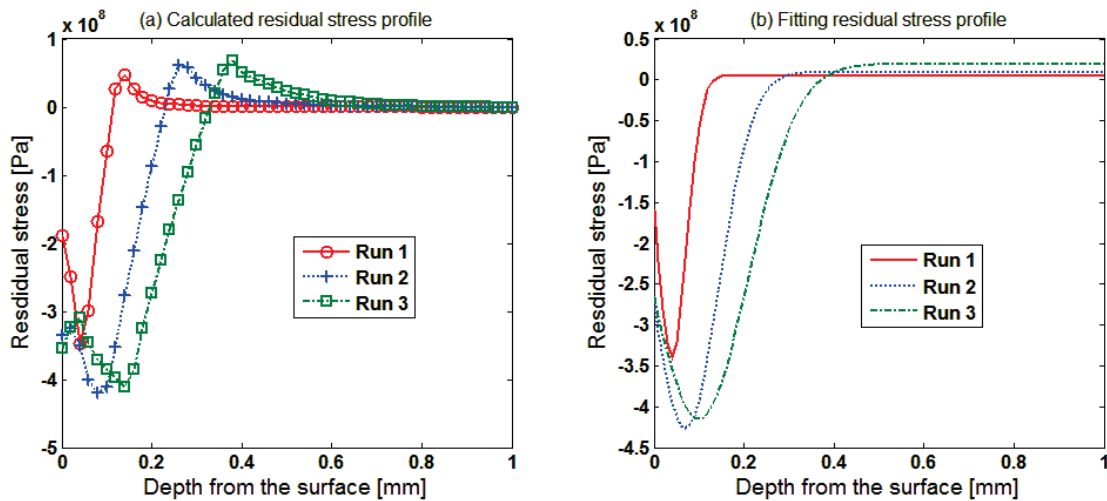 (a) Calculated residual stress profile
x 10^8
1
0
-1
-2
-3
-4
-5
Resdidual stress [Pa]
0 0.2 0.4 0.6 0.8 1
Depth from the surface [mm]
Run 1
Run 2
Run 3
(b) Fitting residual stress profile
x 10^8
0.5
0
-0.5
-1
-1.5
-2
-2.5
-3
-3.5
-4
-4.5
Resdidual stress [Pa]
0 0.2 0.4 0.6 0.8 1
Depth from the surface [mm]
Run 1
Run 2
Run 3